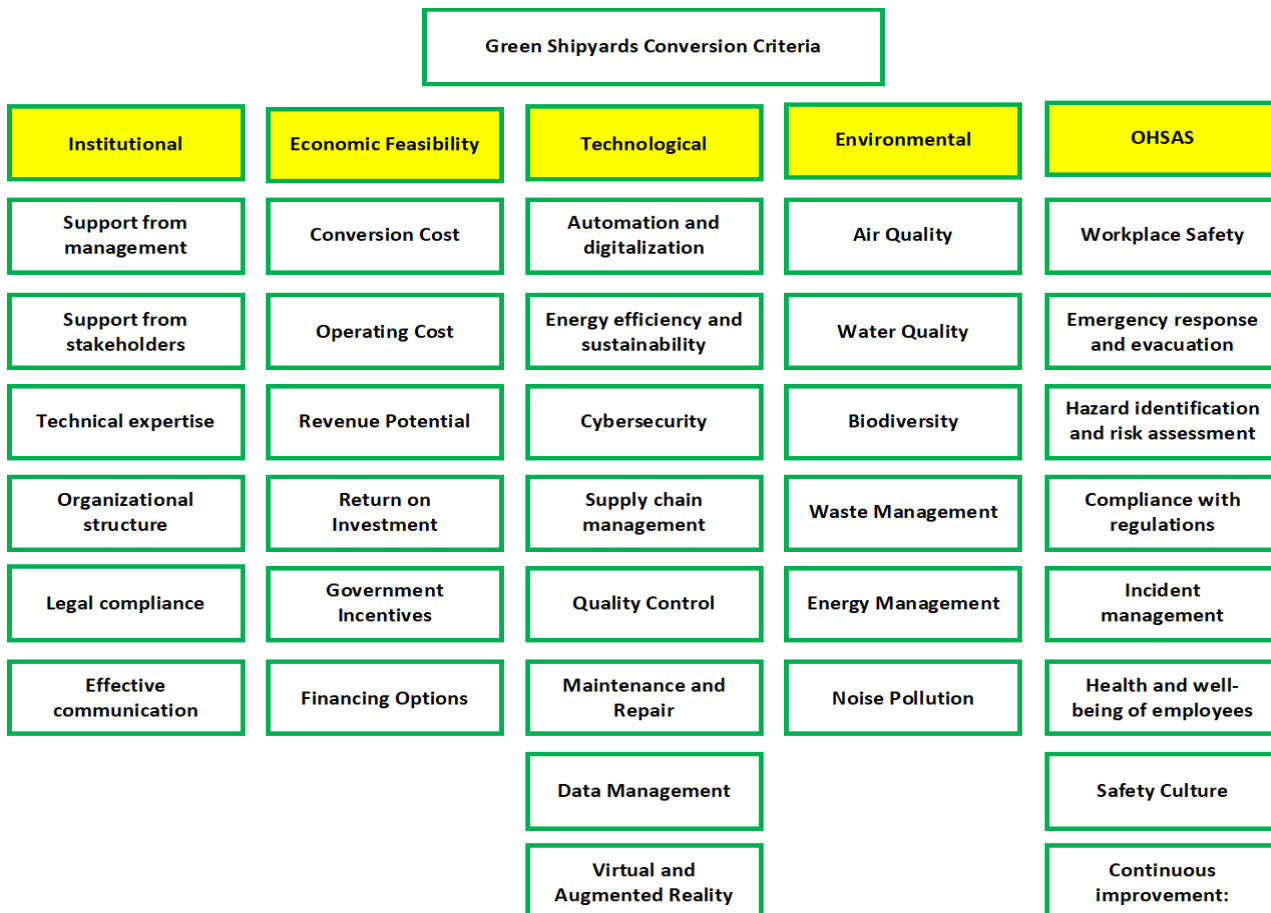 Green Shipyards Conversion Criteria
Institutional
Support from
management
Support from
stakeholders
Technical expertise
Organizational
structure
Legal compliance
Effective
communication
Economic Feasibility
Conversion Cost
Operating Cost
Revenue Potential
Return on
Investment
Government
Incentives
Financing Options
Technological
Automation and
digitalization
Energy efficiency and
sustainability
Cybersecurity
Supply chain
management
Quality Control
Maintenance and
Repair
Data Management
Virtual and
Augmented Reality
Environmental
Air Quality
Water Quality
Biodiversity
Waste Management
Energy Management
Noise Pollution
OHSAS
Workplace Safety
Emergency response
and evacuation
Hazard identification
and risk assessment
Compliance with
regulations
Incident
management
Health and well-
being of employees
Safety Culture
Continuous
improvement: